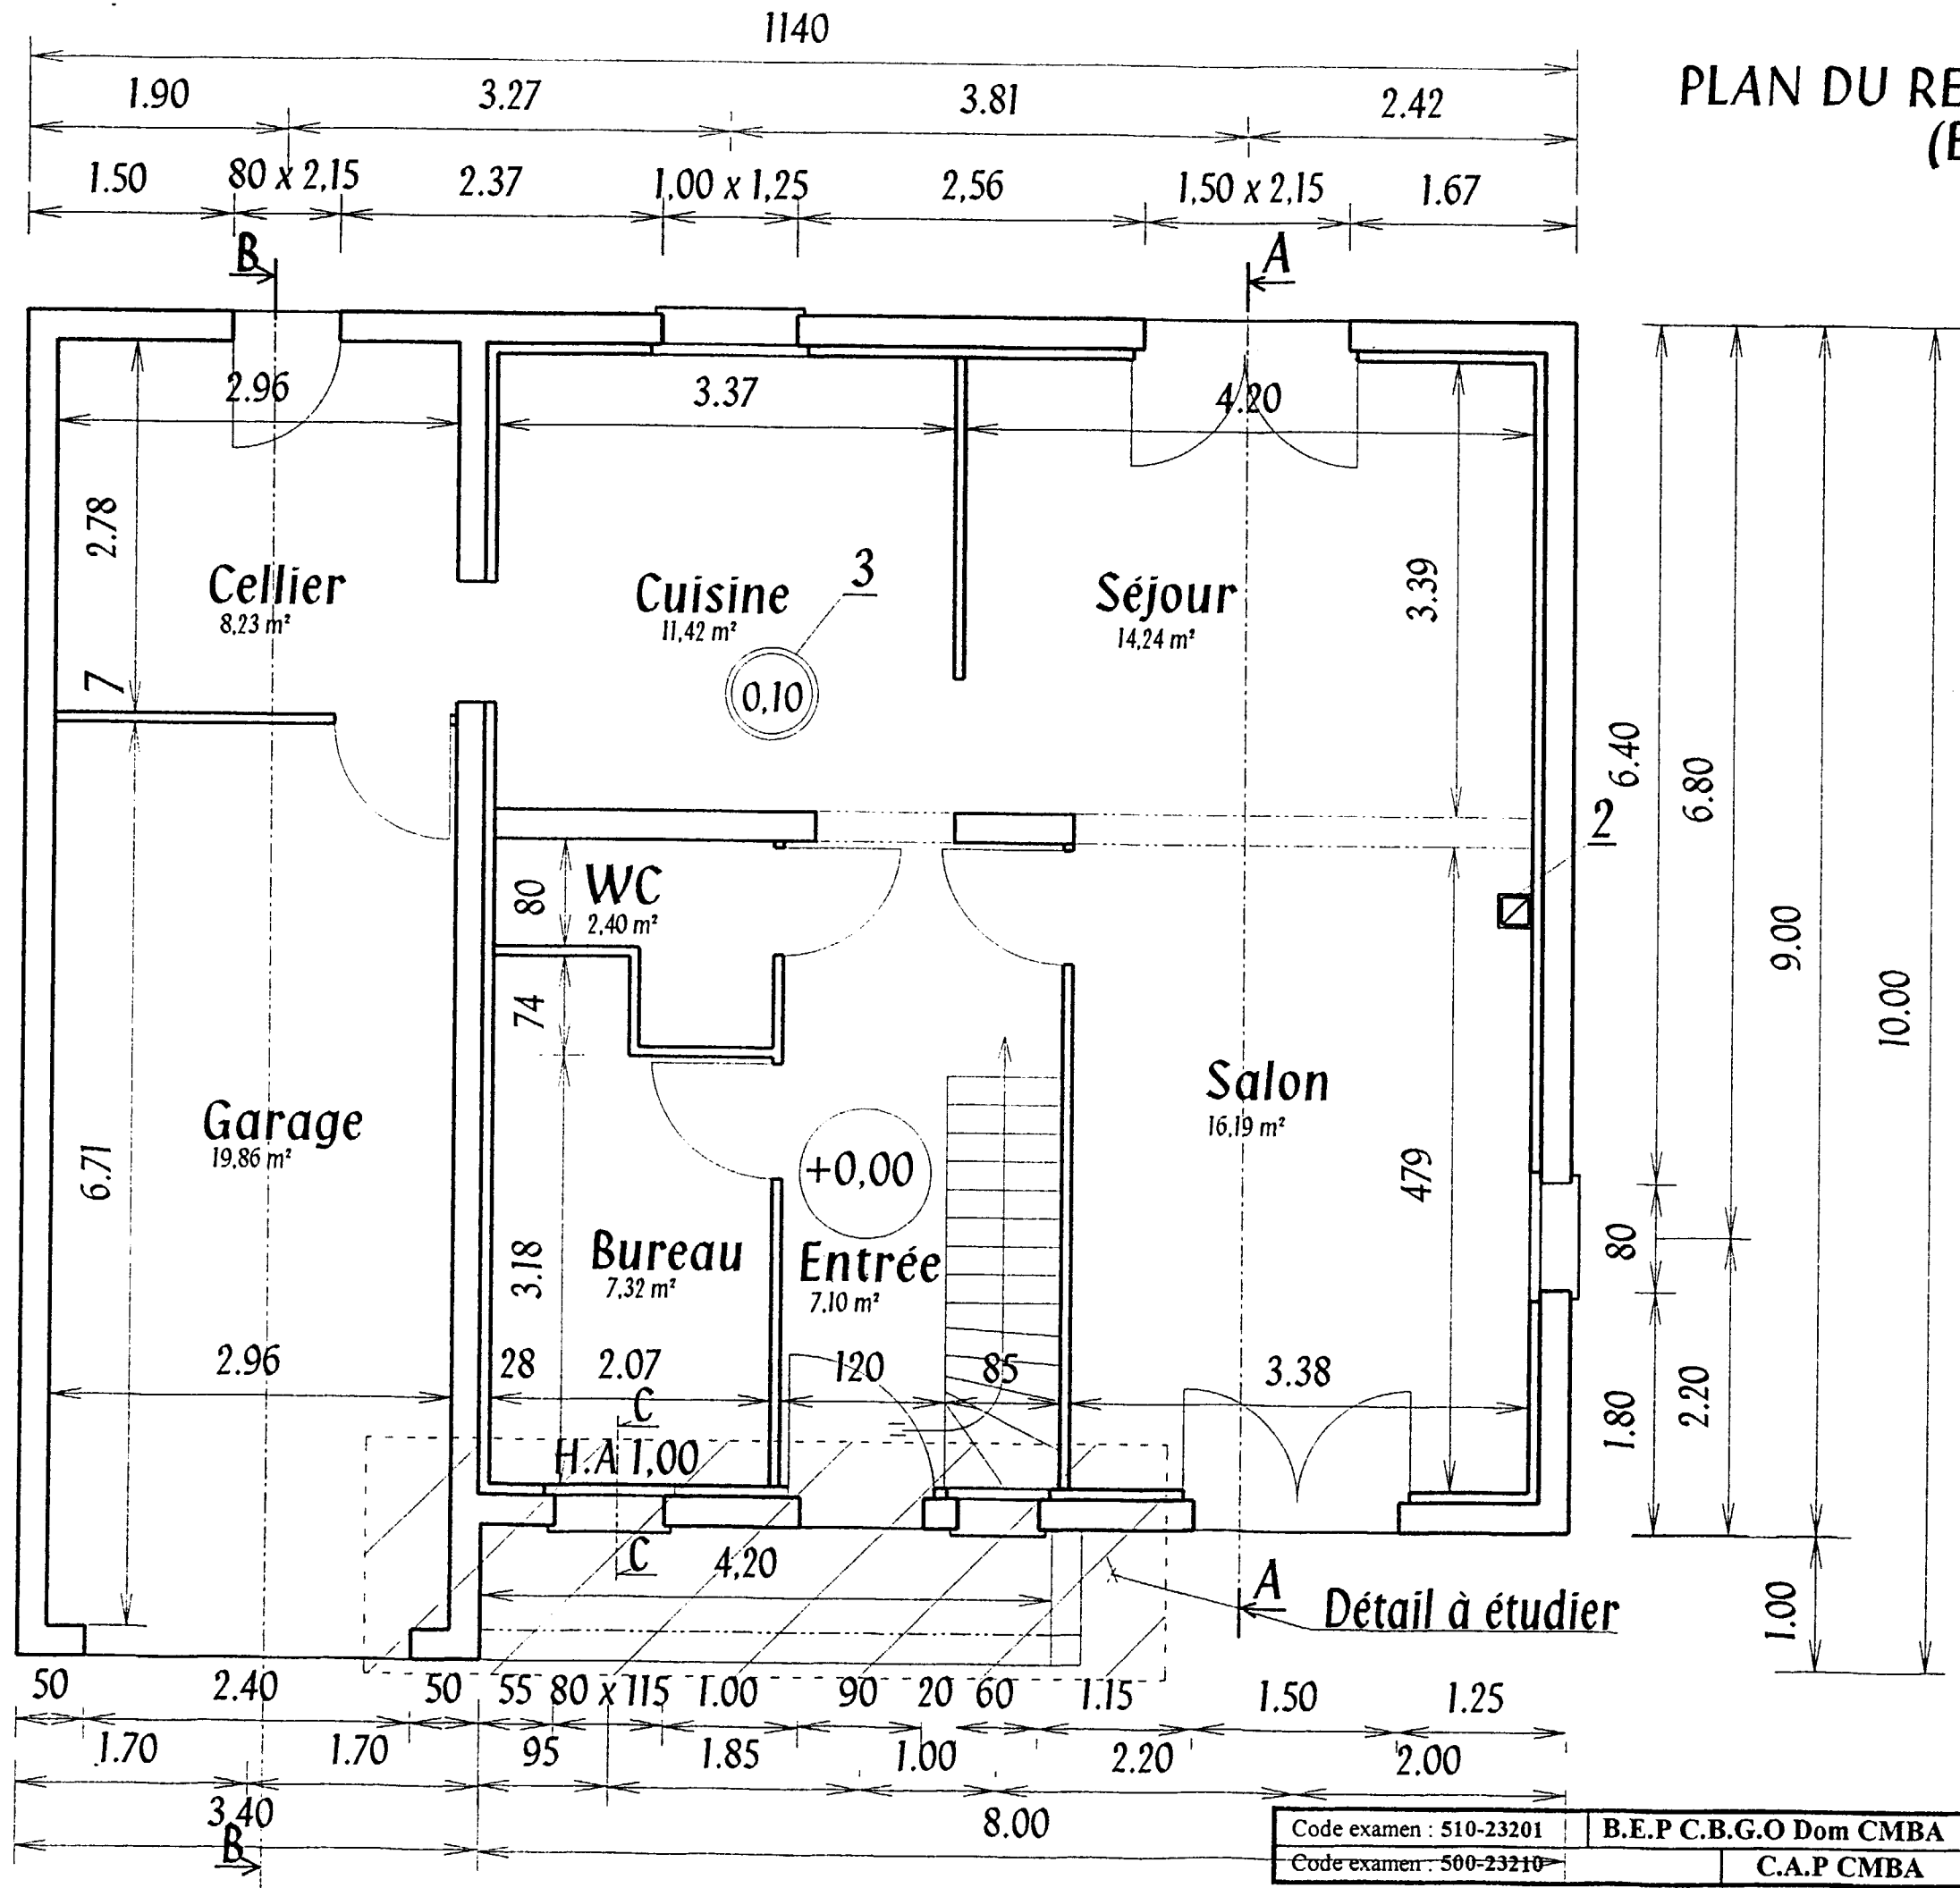 1140
PLAN DU RE
(E
1.90 3.27 3.81 2.42
1.50 80 x 2,15 2.37 1,00 x 1,25 2,56 1,50 x 2,15 1.67
B A
2.96 3.37 4.20
2.78
3.39
Cellier
8,23 m²
Cuisine
11,42 m²
3
Séjour
14,24 m²
7
0,10
6.40
6.80
2
WC
2,40 m²
80
9.00
10.00
74
Garage
19,86 m²
6.71
Salon
16,19 m²
479
+0,00
Bureau
7,32 m²
3.18
Entrée
7,10 m²
80
2.96 28 2.07 120 85 3.38
1.80
2.20
C
H.A 1,00
C
4,20
A
Détail à étudier
1.00
50 2.40 50 55 80 x 115 1.00 90 20 60 1.15 1.50 1.25
1.70 1.70 95 1.85 1.00 2.20 2.00
3.40 8.00
B
Code examen : 510-23201 B.E.P C.B.G.O Dom CMBA
Code examen : 500-23210 C.A.P CMBA